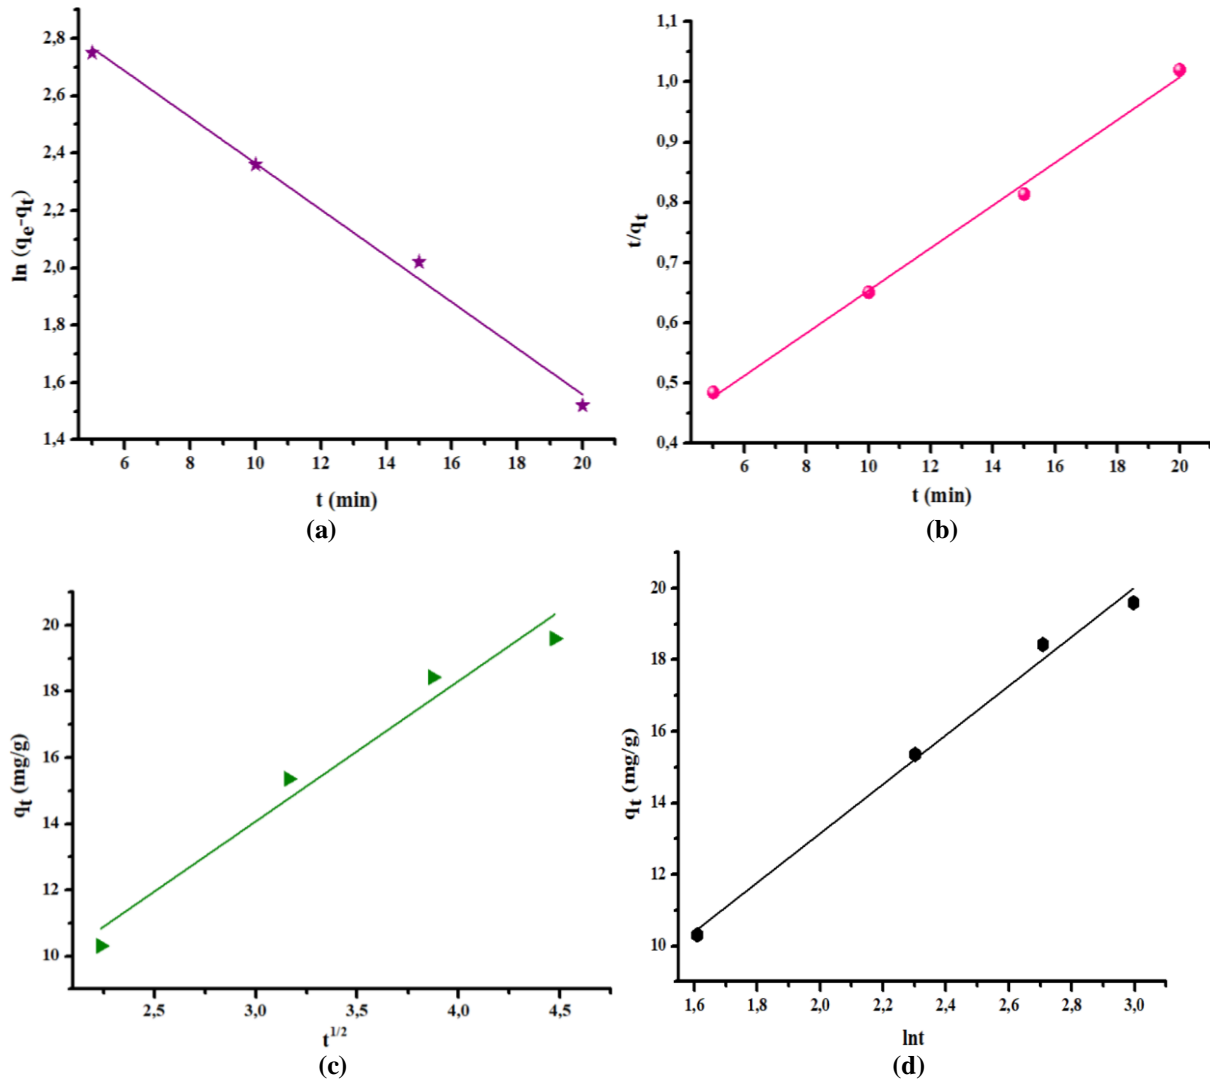 2,8
2,6
2,4
2,2
2,0
1,8
1,6
1,4
ln (qe-qt)
6 8 10 12 14 16 18 20
t (min)
(a)
1,1
1,0
0,9
0,8
0,7
0,6
0,5
0,4
t/qt
6 8 10 12 14 16 18 20
t (min)
(b)
20
18
16
14
12
10
qt (mg/g)
2,5 3,0 3,5 4,0 4,5
t1/2
(c)
20
18
16
14
12
10
qt (mg/g)
1,6 1,8 2,0 2,2 2,4 2,6 2,8 3,0
lnt
(d)